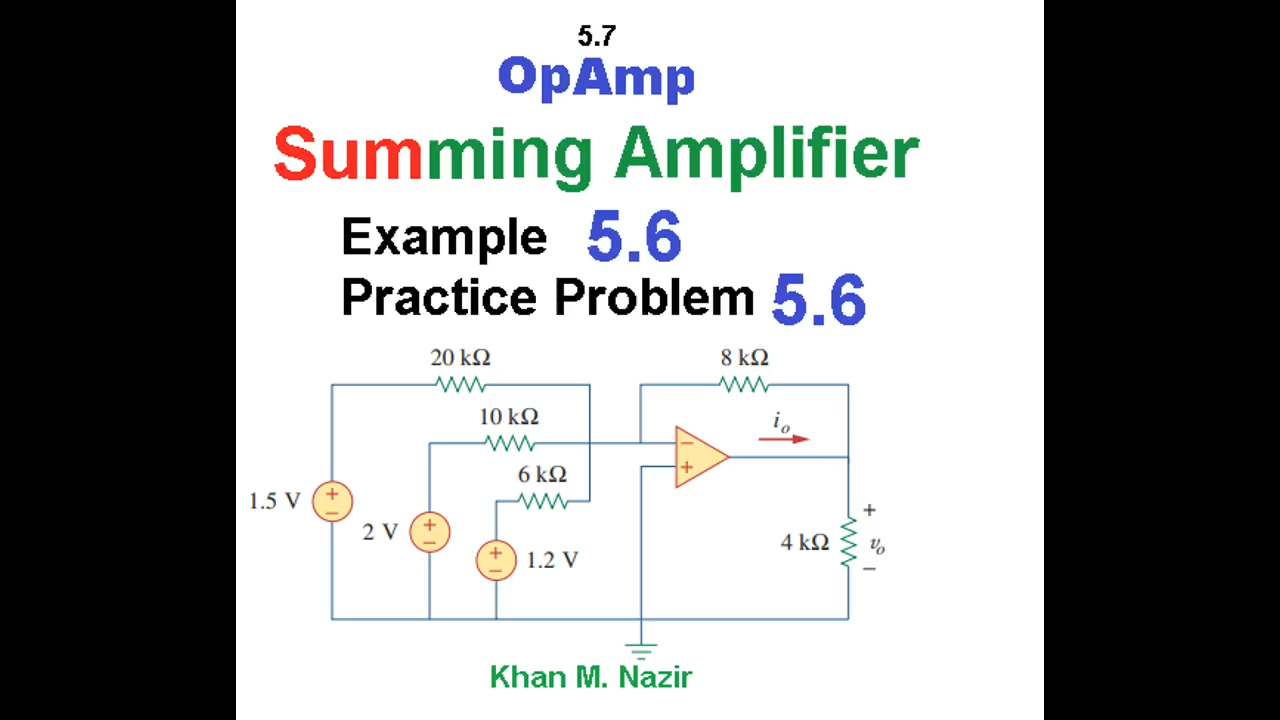 5.7
OpAmp
Summing Amplifier
Example 5.6
Practice Problem 5.6
20 kΩ
8 kΩ
10 kΩ
i_o
−
+
6 kΩ
1.5 V
+
−
2 V
+
−
+
−
1.2 V
4 kΩ
+
v_o
−
Khan M. Nazir